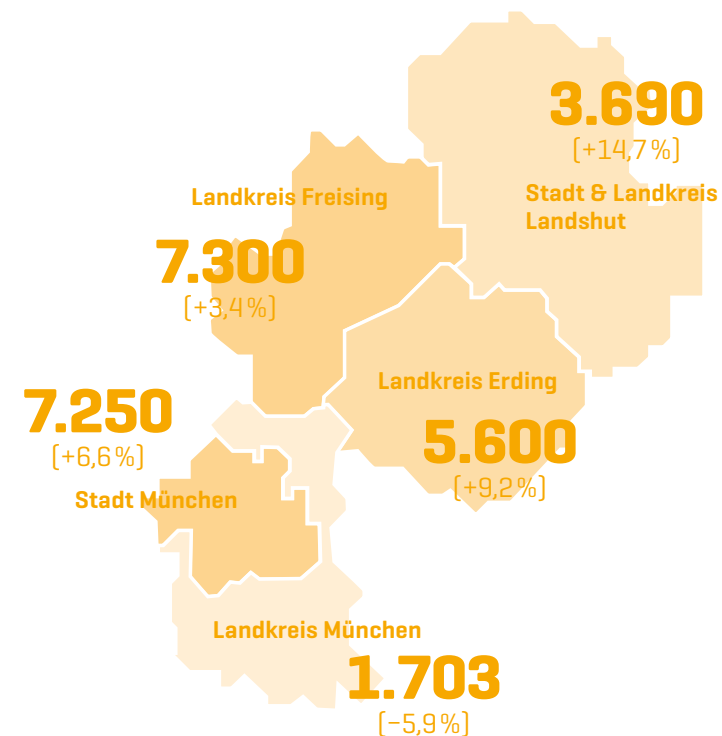 3.690
(+14,7 %)
Stadt & Landkreis
Landshut
Landkreis Freising
7.300
(+3,4 %)
Landkreis Erding
5.600
(+9,2 %)
7.250
(+6,6 %)
Stadt München
Landkreis München
1.703
(−5,9 %)